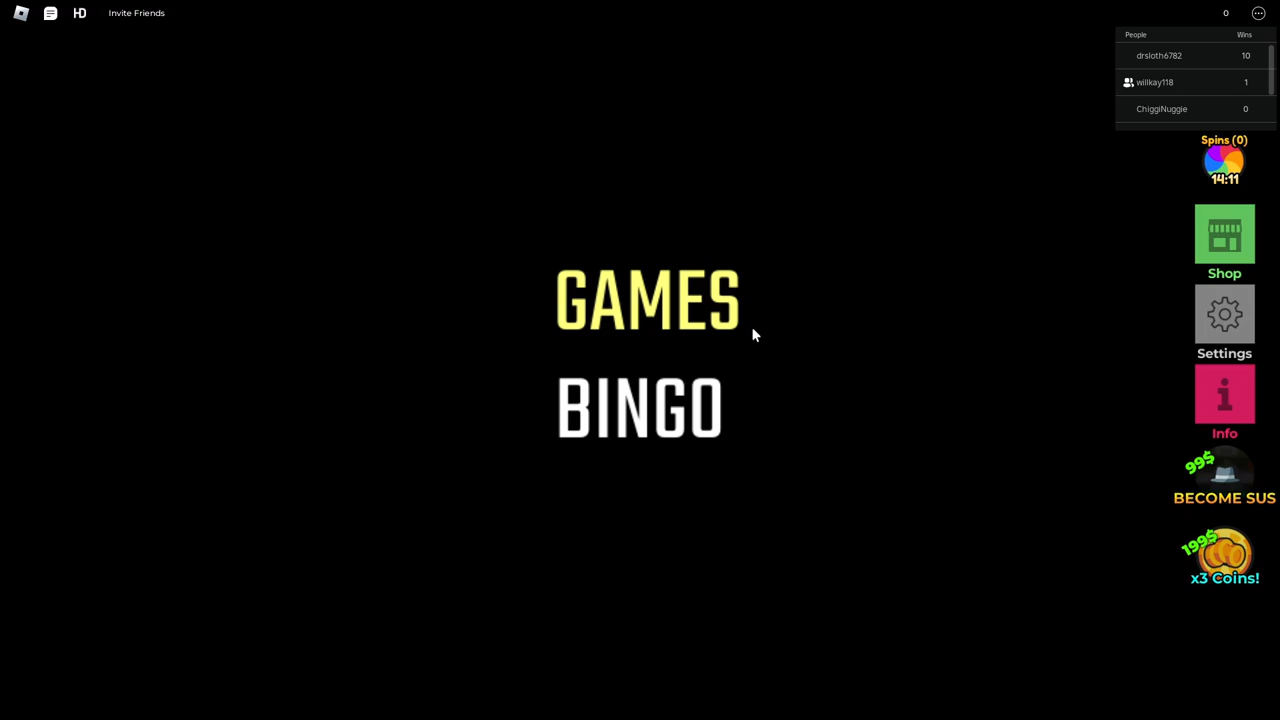 HD
Invite Friends
0
People Wins
drsloth6782 10
willkay118 1
ChiggiNuggie 0
Spins (0)
14:11
Shop
Settings
i
Info
99$
BECOME SUS
199$
x3 Coins!
GAMES
BINGO